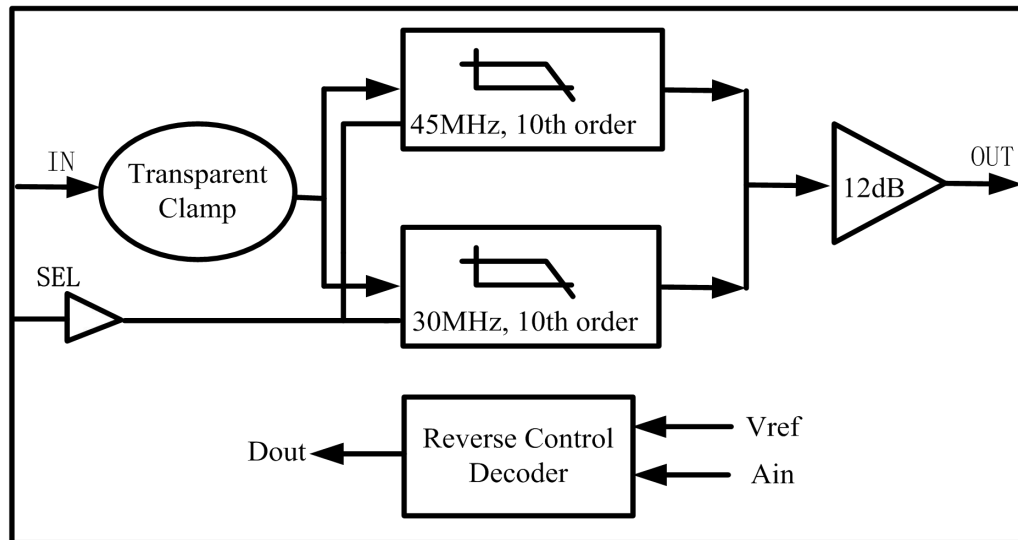 45MHz, 10th order
IN
Transparent
Clamp
12dB
OUT
SEL
30MHz, 10th order
Reverse Control
Decoder
Dout
Vref
Ain